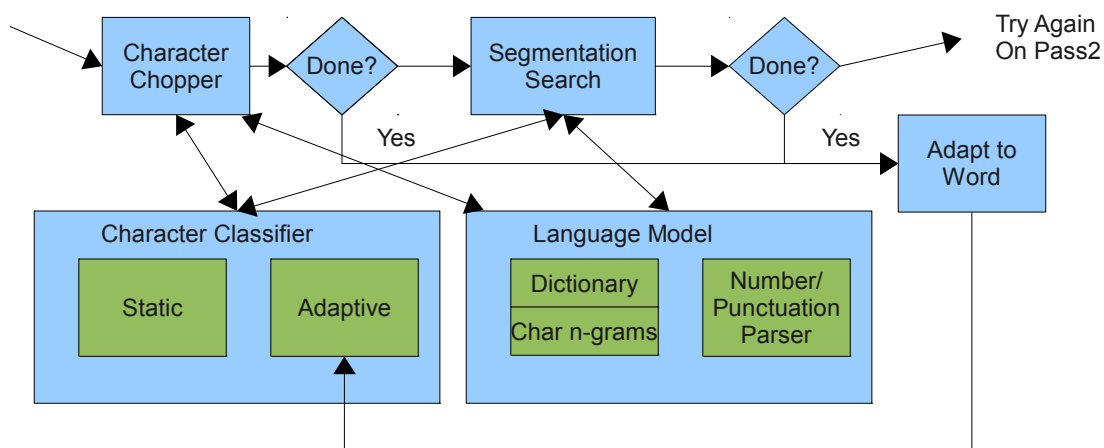 Character
Chopper
Done?
Segmentation
Search
Done?
Try Again
On Pass2
Yes
Yes
Adapt to
Word
Character Classifier
Static
Adaptive
Language Model
Dictionary
Char n-grams
Number/
Punctuation
Parser